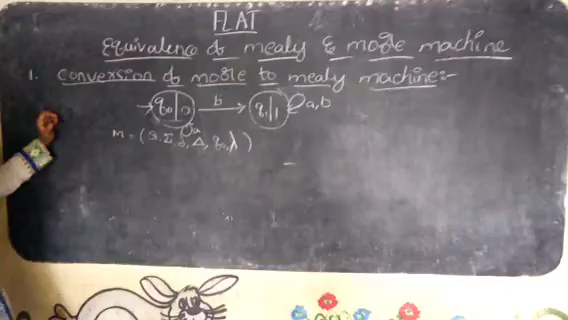 FLAT
Equivalence of mealy & moore machine
1. conversion of moore to mealy machine:-
q0|0 b q1|1 a,b
a
M = (Q, Σ, δ, Δ, q0, λ)